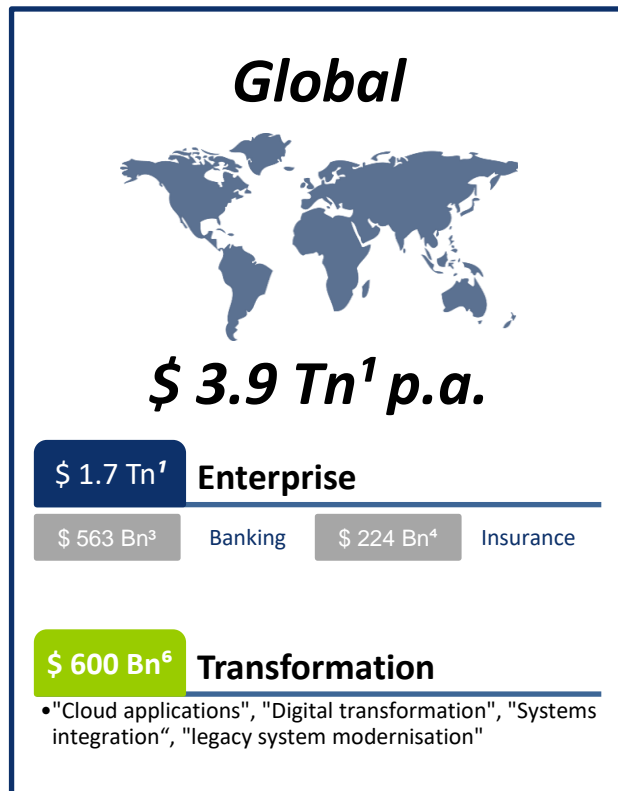 Global
$ 3.9 Tn¹ p.a.
$ 1.7 Tn¹ Enterprise
$ 563 Bn³ Banking $ 224 Bn⁴ Insurance
$ 600 Bn⁶ Transformation
•"Cloud applications", "Digital transformation", "Systems
integration“, "legacy system modernisation"